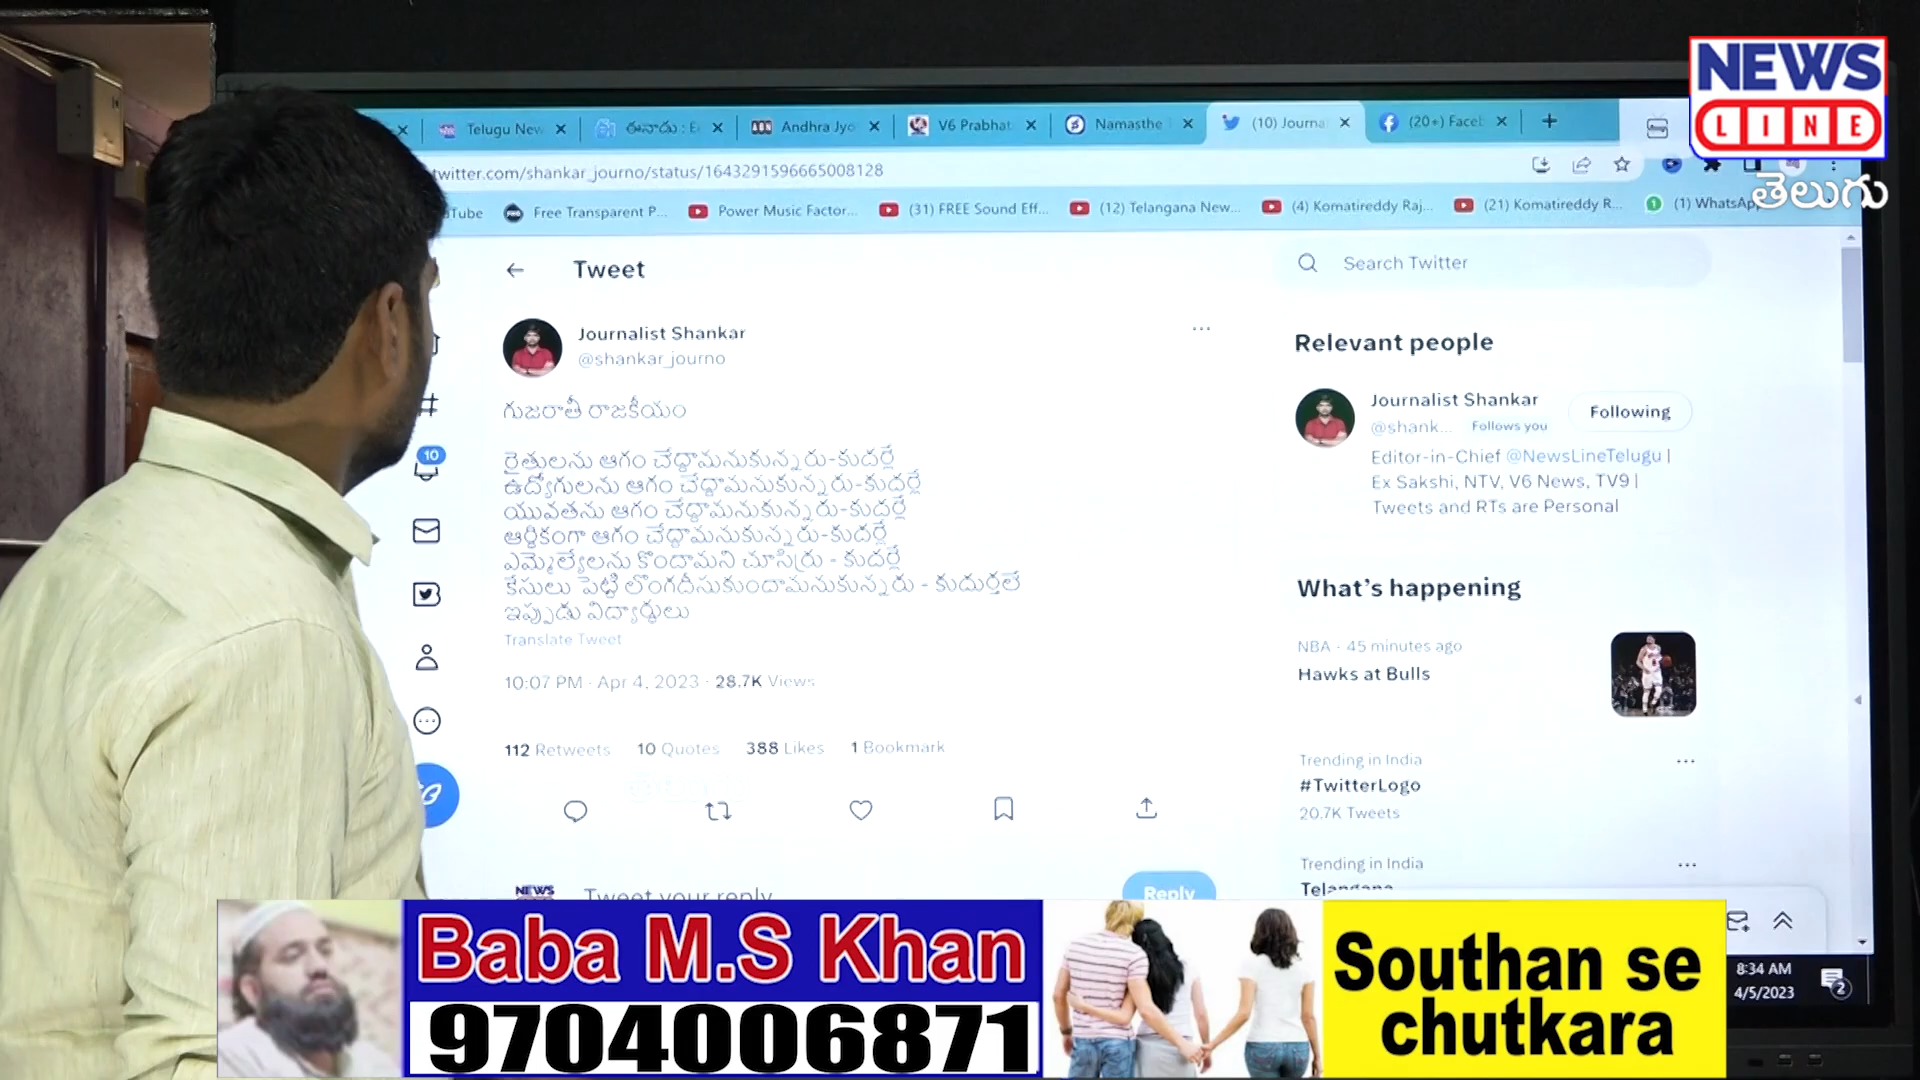 NEWS
LINE
తెలుగు
Telugu New
ఈనాడు : E
Andhra Jyo
V6 Prabhat
Namasthe
(10) Journa
(20+) Faceb
twitter.com/shankar_journo/status/1643291596665008128
Tube
Free Transparent P...
Power Music Factor...
(31) FREE Sound Eff...
(12) Telangana New...
(4) Komatireddy Raj...
(21) Komatireddy R...
(1) WhatsApp
Tweet
Search Twitter
Journalist Shankar
@shankar_journo
గుజరాతీ రాజకీయం
రైతులను ఆగం చేద్దామనుకున్నరు-కుదర్లే
ఉద్యోగులను ఆగం చేద్దామనుకున్నరు-కుదర్లే
యువతను ఆగం చేద్దామనుకున్నరు-కుదర్లే
ఆర్థికంగా ఆగం చేద్దామనుకున్నరు-కుదర్లే
ఎమ్మెల్యేలను కొందామని చూసిర్రు - కుదర్లే
కేసులు పెట్టి లొంగదీసుకుందామనుకున్నరు - కుదుర్తలే
ఇప్పుడు విద్యార్థులు
Translate Tweet
10:07 PM · Apr 4, 2023 · 28.7K Views
112 Retweets 10 Quotes 388 Likes 1 Bookmark
10
NEWS
Tweet your reply
Reply
Relevant people
Journalist Shankar
@shank... Follows you
Following
Editor-in-Chief @NewsLineTelugu |
Ex Sakshi, NTV, V6 News, TV9 |
Tweets and RTs are Personal
What's happening
NBA · 45 minutes ago
Hawks at Bulls
Trending in India
#TwitterLogo
20.7K Tweets
Trending in India
Telangana
8:34 AM
4/5/2023
2
Baba M.S Khan
9704006871
Southan se
chutkara